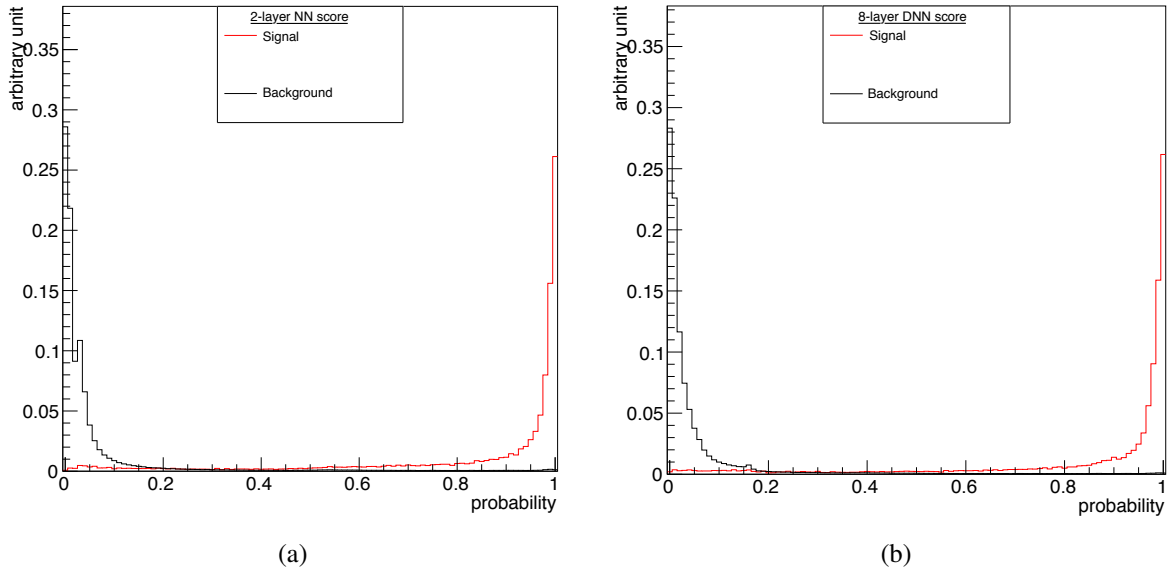 2-layer NN score
Signal
Background
arbitrary unit
0.35
0.3
0.25
0.2
0.15
0.1
0.05
0
0 0.2 0.4 0.6 0.8 1
probability
(a)
8-layer DNN score
Signal
Background
arbitrary unit
0.35
0.3
0.25
0.2
0.15
0.1
0.05
0
0 0.2 0.4 0.6 0.8 1
probability
(b)